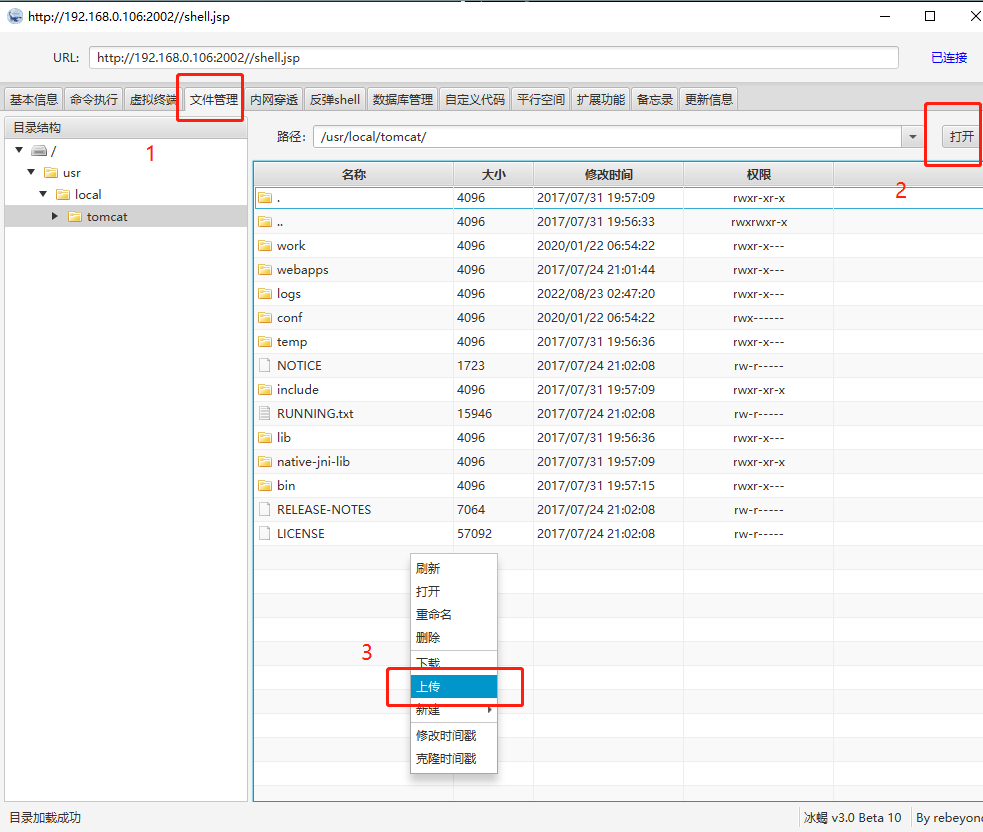 http://192.168.0.106:2002//shell.jsp
URL: http://192.168.0.106:2002//shell.jsp 已连接
基本信息 命令执行 虚拟终端 文件管理 内网穿透 反弹shell 数据库管理 自定义代码 平行空间 扩展功能 备忘录 更新信息
目录结构 路径: /usr/local/tomcat/ 打开
/ 1
usr
local
tomcat
名称 大小 修改时间 权限
. 4096 2017/07/31 19:57:09 rwxr-xr-x 2
.. 4096 2017/07/31 19:56:33 rwxrwxr-x
work 4096 2020/01/22 06:54:22 rwxr-x---
webapps 4096 2017/07/24 21:01:44 rwxr-x---
logs 4096 2022/08/23 02:47:20 rwxr-x---
conf 4096 2020/01/22 06:54:22 rwx------
temp 4096 2017/07/31 19:56:36 rwxr-x---
NOTICE 1723 2017/07/24 21:02:08 rw-r-----
include 4096 2017/07/31 19:57:09 rwxr-xr-x
RUNNING.txt 15946 2017/07/24 21:02:08 rw-r-----
lib 4096 2017/07/31 19:56:36 rwxr-x---
native-jni-lib 4096 2017/07/31 19:57:09 rwxr-xr-x
bin 4096 2017/07/31 19:57:15 rwxr-x---
RELEASE-NOTES 7064 2017/07/24 21:02:08 rw-r-----
LICENSE 57092 2017/07/24 21:02:08 rw-r-----
刷新
打开
重命名
删除
3
下载
上传
新建
修改时间戳
克隆时间戳
目录加载成功 冰蝎 v3.0 Beta 10 By rebeyond